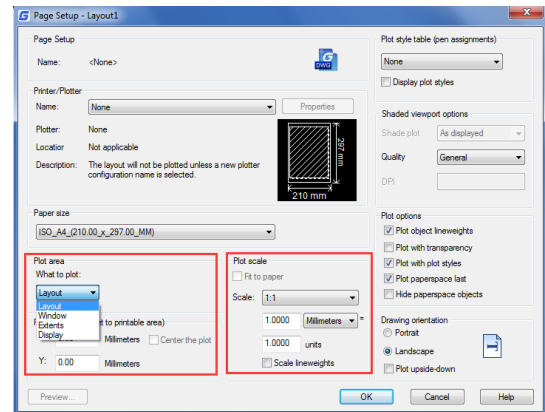 Page Setup - Layout1
Page Setup
Name: <None>
DWG
Printer/Plotter
Name: None Properties
Plotter: None
Locatior Not applicable
Description: The layout will not be plotted unless a new plotter
configuration name is selected.
297 mm
210 mm
Paper size
ISO_A4_(210.00_x_297.00_MM)
Plot area
What to plot:
Layout
Layout
Window
Extents
Display
et to printable area)
Millimeters Center the plot
Y: 0.00 Millimeters
Plot scale
Fit to paper
Scale: 1:1
1.0000 Millimeters =
1.0000 units
Scale lineweights
Plot style table (pen assignments)
None
Display plot styles
Shaded viewport options
Shade plot As displayed
Quality General
DPI
Plot options
Plot object lineweights
Plot with transparency
Plot with plot styles
Plot paperspace last
Hide paperspace objects
Drawing orientation
Portrait
Landscape
Plot upside-down
Preview...
OK Cancel Help